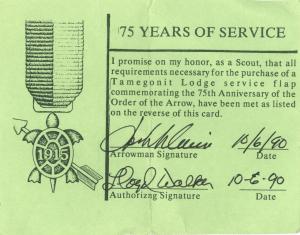 75 YEARS OF SERVICE
I promise on my honor, as a Scout, that all
requirements necessary for the purchase of a
Tamegonit Lodge service flap
commemorating the 75th Anniversary of the
Order of the Arrow, have been met as listed
on the reverse of this card.
10/6/90
Arrowman Signature Date
Lloyd Walker 10-6-90
Authorizng Signature Date
1915